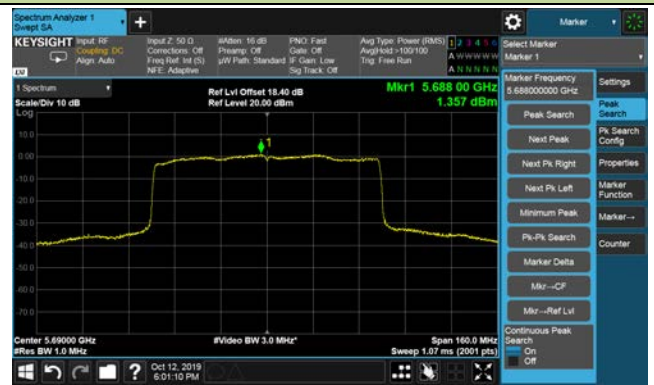 Spectrum Analyzer 1
Swept SA
Marker
KEYSIGHT
Input: RF
Coupling: DC
Align: Auto
Input Z: 50 Ω
Corrections: Off
Freq Ref: Int (S)
NFE: Adaptive
#Atten: 16 dB
Preamp: Off
µW Path: Standard
PNO: Fast
Gate: Off
IF Gain: Low
Sig Track: Off
Avg Type: Power (RMS)
Avg|Hold:>100/100
Trig: Free Run
1 2 3 4 5 6
A W W W W W
A N N N N N
LXI
Select Marker
Marker 1
1 Spectrum
Scale/Div 10 dB
Log
Ref Lvl Offset 18.40 dB
Ref Level 20.00 dBm
Mkr1 5.688 00 GHz
1.357 dBm
1
10.0
0.00
-10.0
-20.0
-30.0
-40.0
-50.0
-60.0
-70.0
Center 5.69000 GHz
#Res BW 1.0 MHz
#Video BW 3.0 MHz*
Span 160.0 MHz
Sweep 1.07 ms (2001 pts)
Marker Frequency
5.688000000 GHz
Peak Search
Next Peak
Next Pk Right
Next Pk Left
Minimum Peak
Pk-Pk Search
Marker Delta
Mkr→CF
Mkr→Ref Lvl
Continuous Peak
Search
On
Off
Settings
Peak
Search
Pk Search
Config
Properties
Marker
Function
Marker→
Counter
?
Oct 12, 2019
6:01:10 PM